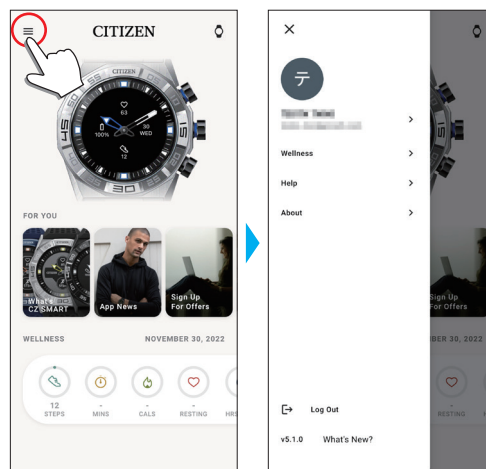 CITIZEN
CITIZEN
63
100%
30
WED
12
FOR YOU
What's
CZ SMART
App News
Sign Up
For Offers
WELLNESS
NOVEMBER 30, 2022
12
STEPS
-
MINS
-
CALS
-
RESTING
HRS
テ
Wellness
Help
About
Log Out
v5.1.0
What's New?
Sign Up
For Offers
BER 30, 2022
-
RESTING